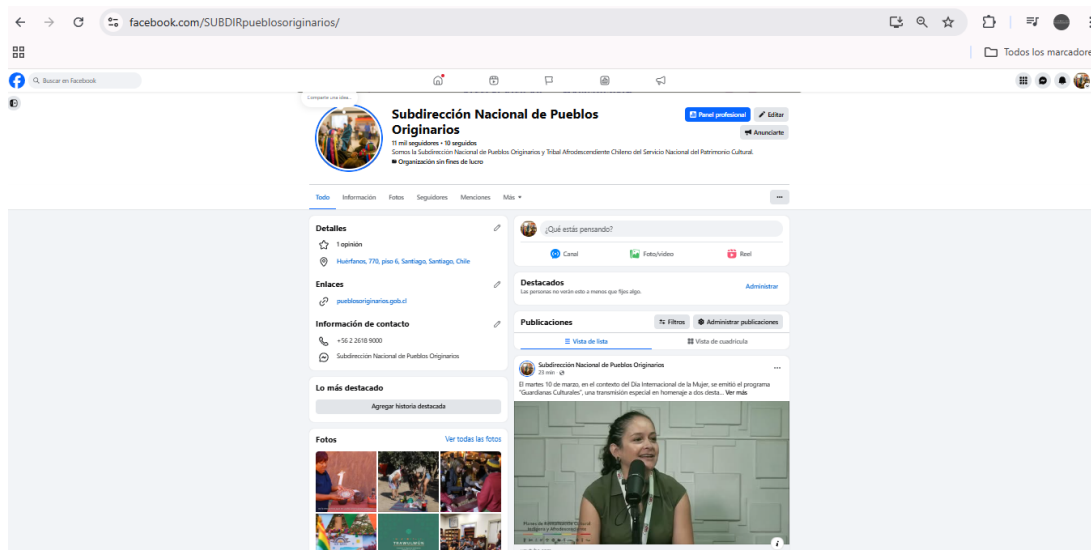 facebook.com/SUBDIRpueblosoriginarios/
Todos los marcadore
Buscar en Facebook
Comparte una idea...
Subdirección Nacional de Pueblos
Originarios
11 mil seguidores • 10 seguidos
Somos la Subdirección Nacional de Pueblos Originarios y Tribal Afrodescendiente Chileno del Servicio Nacional del Patrimonio Cultural.
Organización sin fines de lucro
Panel profesional
Editar
Anunciarte
Todo
Información
Fotos
Seguidores
Menciones
Más
Detalles
1 opinión
Huérfanos, 770, piso 6, Santiago, Santiago, Chile
Enlaces
pueblosoriginarios.gob.cl
Información de contacto
+56 2 2618 9000
Subdirección Nacional de Pueblos Originarios
Lo más destacado
Agregar historia destacada
Fotos
Ver todas las fotos
¿Qué estás pensando?
Canal
Foto/video
Reel
Destacados
Las personas no verán esto a menos que fijes algo.
Administrar
Publicaciones
Filtros
Administrar publicaciones
Vista de lista
Vista de cuadrícula
Subdirección Nacional de Pueblos Originarios
23 min
El martes 10 de marzo, en el contexto del Día Internacional de la Mujer, se emitió el programa
"Guardianas Culturales", una transmisión especial en homenaje a dos desta... Ver más